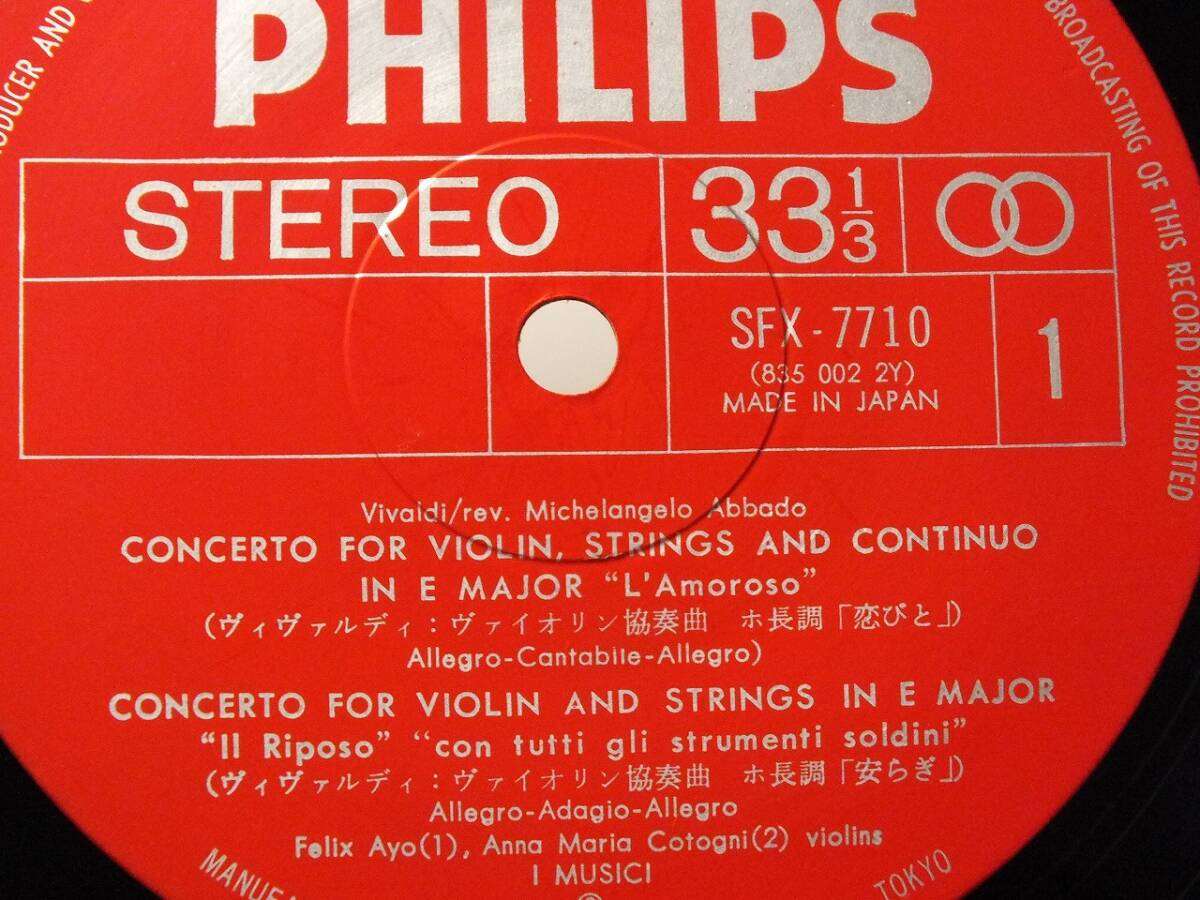 PHILIPS
AND
BROADCASTING OF THIS RECORD PROHIBITED
STEREO
33 1/3
SFX-7710
(835 002 2Y)
MADE IN JAPAN
1
Vivaldi/rev. Michelangelo Abbado
CONCERTO FOR VIOLIN, STRINGS AND CONTINUO
IN E MAJOR “L'Amoroso”
(ヴィヴァルディ：ヴァイオリン協奏曲 ホ長調「恋びと」)
Allegro-Cantabile-Allegro)
CONCERTO FOR VIOLIN AND STRINGS IN E MAJOR
“Il Riposo” “con tutti gli strumenti soldini”
(ヴィヴァルディ：ヴァイオリン協奏曲 ホ長調「安らぎ」)
Allegro-Adagio-Allegro
Felix Ayo(1), Anna Maria Cotogni(2) violins
I MUSICI
TOKYO